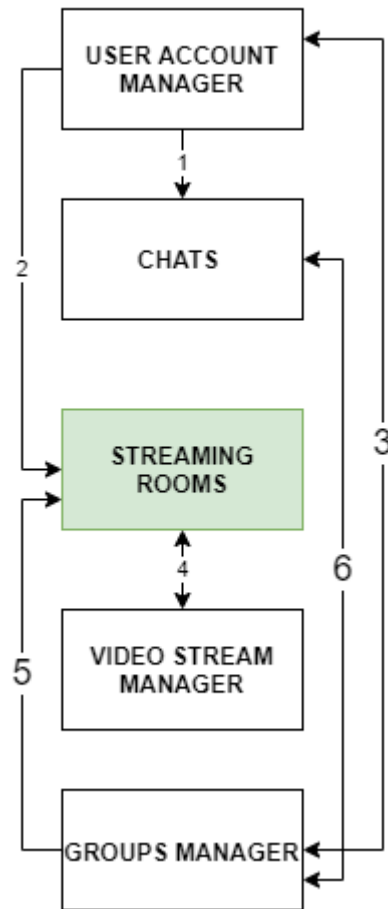 USER ACCOUNT
MANAGER
1
CHATS
2
STREAMING
ROOMS
3
4
6
VIDEO STREAM
MANAGER
5
GROUPS MANAGER